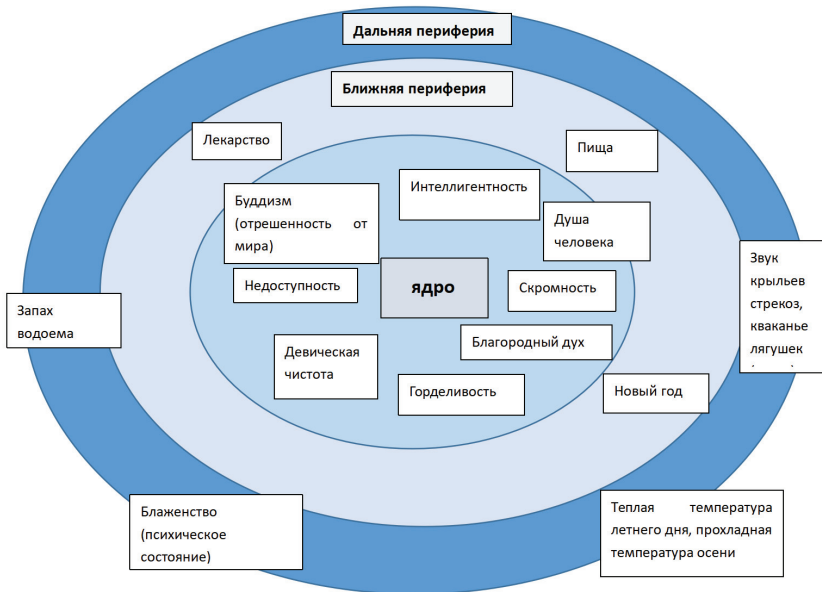 Дальняя периферия
Ближняя периферия
Лекарство
Пища
Интеллигентность
Буддизм
(отрешенность от
мира)
Душа
человека
Звук
крыльев
стрекоз,
кваканье
лягушек
Недоступность
ядро
Скромность
Запах
водоема
Благородный дух
Девическая
чистота
Горделивость
Новый год
Блаженство
(психическое
состояние)
Теплая температура
летнего дня, прохладная
температура осени